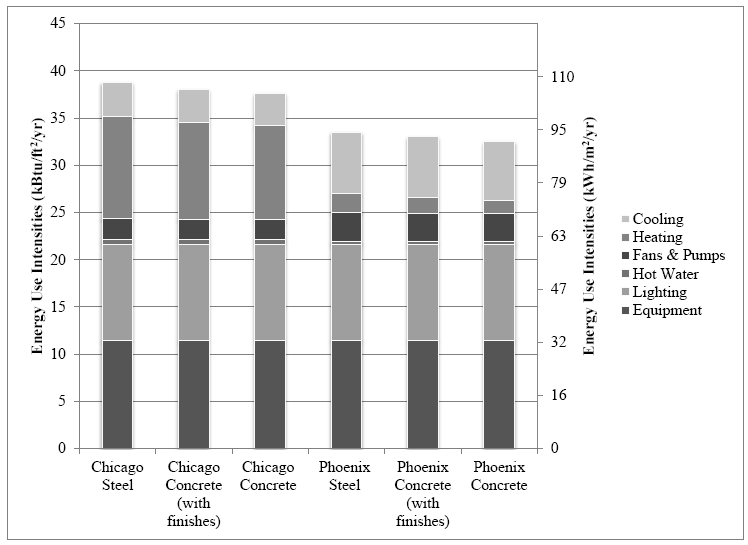 45
40
35
30
25
20
15
10
5
0
Energy Use Intensities (kBtu/ft²/yr)
110
95
79
63
47
32
16
0
Energy Use Intensities (kWh/m²/yr)
Cooling
Heating
Fans & Pumps
Hot Water
Lighting
Equipment
Chicago
Steel
Chicago
Concrete
(with
finishes)
Chicago
Concrete
Phoenix
Steel
Phoenix
Concrete
(with
finishes)
Phoenix
Concrete